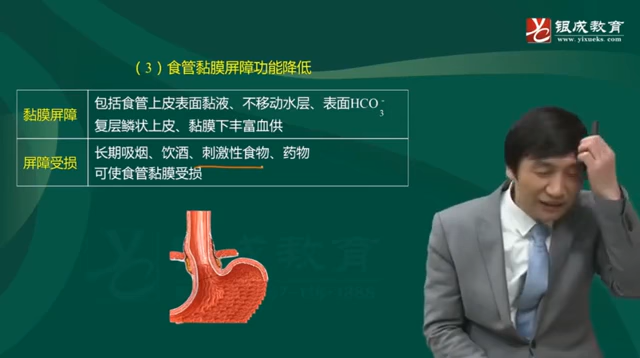 银成教育
www.yixueks.com
（3）食管黏膜屏障功能降低
黏膜屏障
包括食管上皮表面黏液、不移动水层、表面HCO₃⁻
复层鳞状上皮、黏膜下丰富血供
屏障受损
长期吸烟、饮酒、刺激性食物、药物
可使食管黏膜受损
银成教育